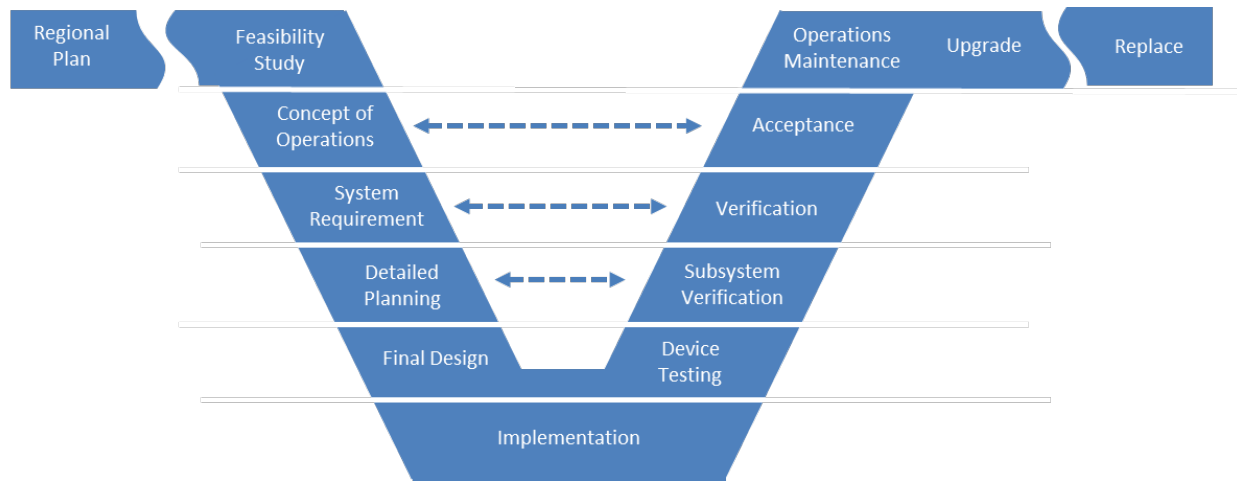 Regional
Plan
Feasibility
Study
Operations
Maintenance
Upgrade
Replace
Concept of
Operations
Acceptance
System
Requirement
Verification
Detailed
Planning
Subsystem
Verification
Final Design
Device
Testing
Implementation